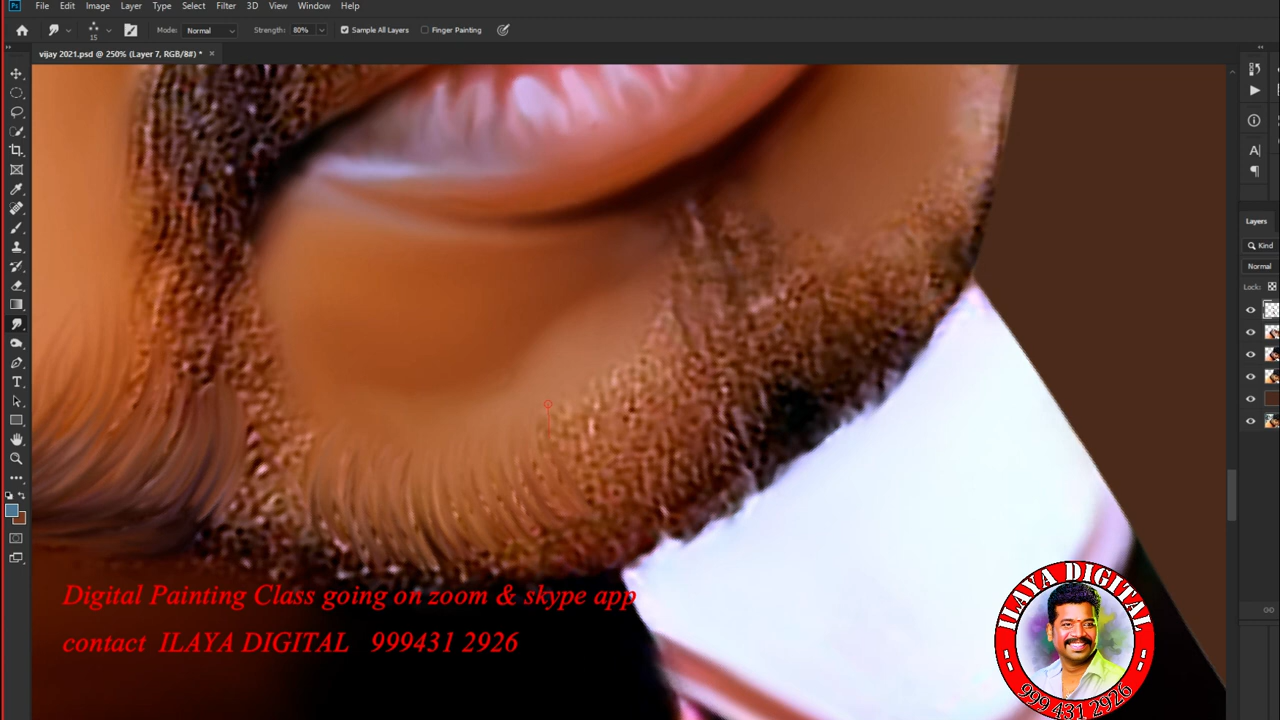 File Edit Image Layer Type Select Filter 3D View Window Help
15 Mode: Normal Strength: 80% Sample All Layers Finger Painting
vijay 2021.psd @ 250% (Layer 7, RGB/8#) *
Layers
Kind
Normal
Lock:
Digital Painting Class going on zoom & skype app
contact ILAYA DIGITAL 999431 2926
ILAYA DIGITAL
999 431 2926